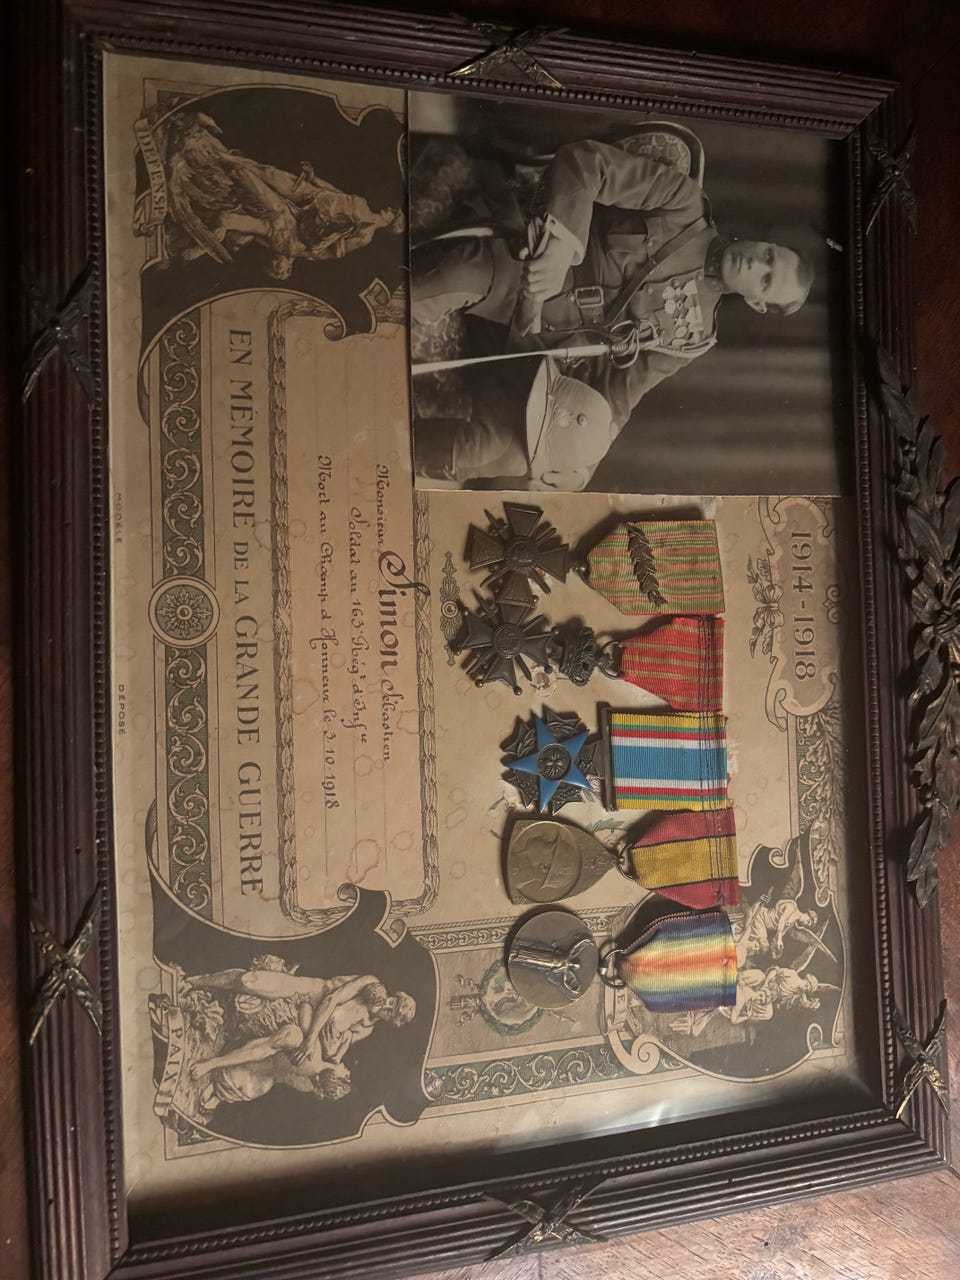 1914-1918
DÉFENSE
Monsieur Simon Sébastien
Soldat au 163e Régt d'Infie
Mort au Champ d'Honneur le 3-10-1918
EN MÉMOIRE DE LA GRANDE GUERRE
PAIX
MODÈLE DÉPOSÉ